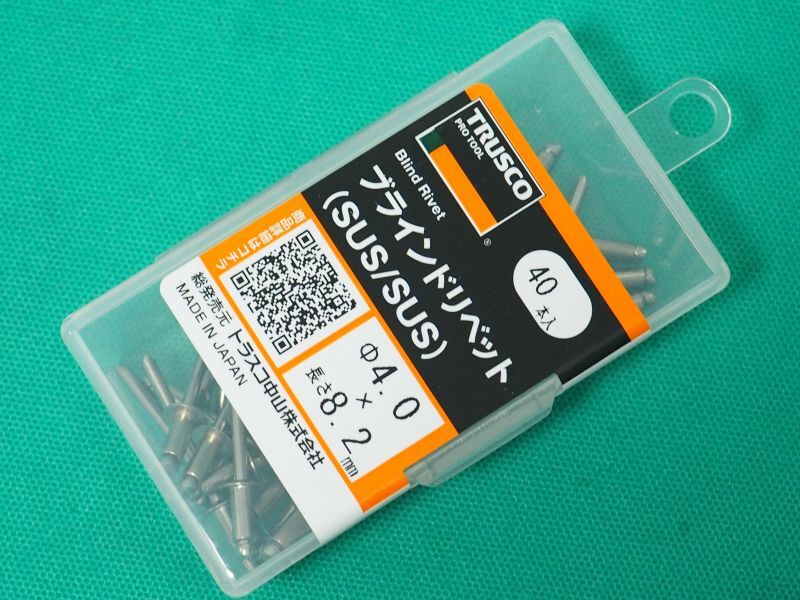 TRUSCO
PRO TOOL
®
Blind Rivet
ブラインドリベット
(SUS/SUS)
40
本入
商品詳細はコチラ
Φ4.0
×
長さ8.2mm
総発売元 トラスコ中山株式会社
MADE IN JAPAN